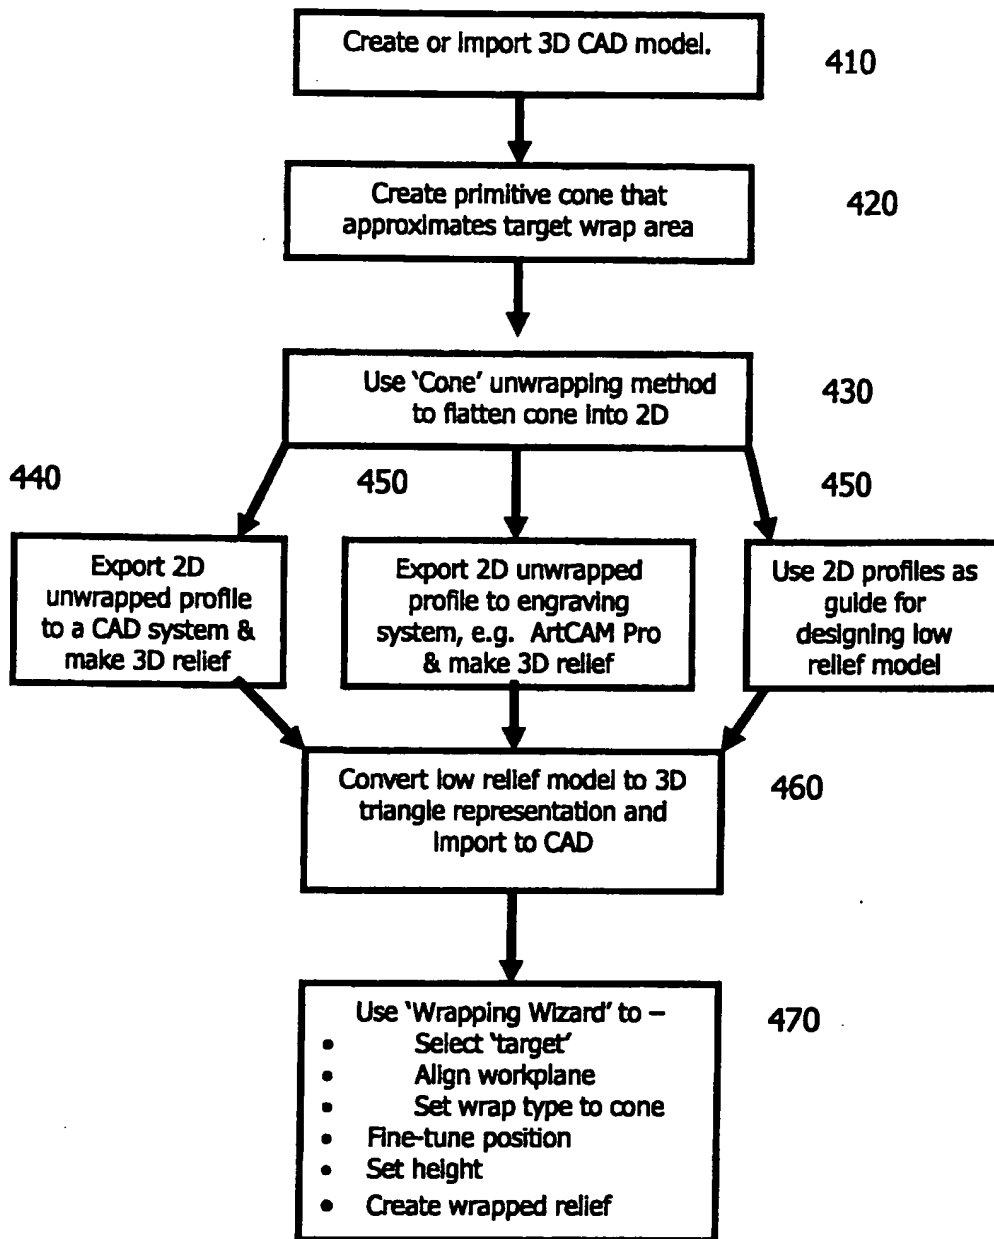 Create or import 3D CAD model.
410
Create primitive cone that
approximates target wrap area
420
Use ‘Cone’ unwrapping method
to flatten cone into 2D
430
440
450
450
Export 2D
unwrapped profile
to a CAD system &
make 3D relief
Export 2D unwrapped
profile to engraving
system, e.g. ArtCAM Pro
& make 3D relief
Use 2D profiles as
guide for
designing low
relief model
Convert low relief model to 3D
triangle representation and
import to CAD
460
Use ‘Wrapping Wizard’ to –
• Select ‘target’
• Align workplane
• Set wrap type to cone
• Fine-tune position
• Set height
• Create wrapped relief
470